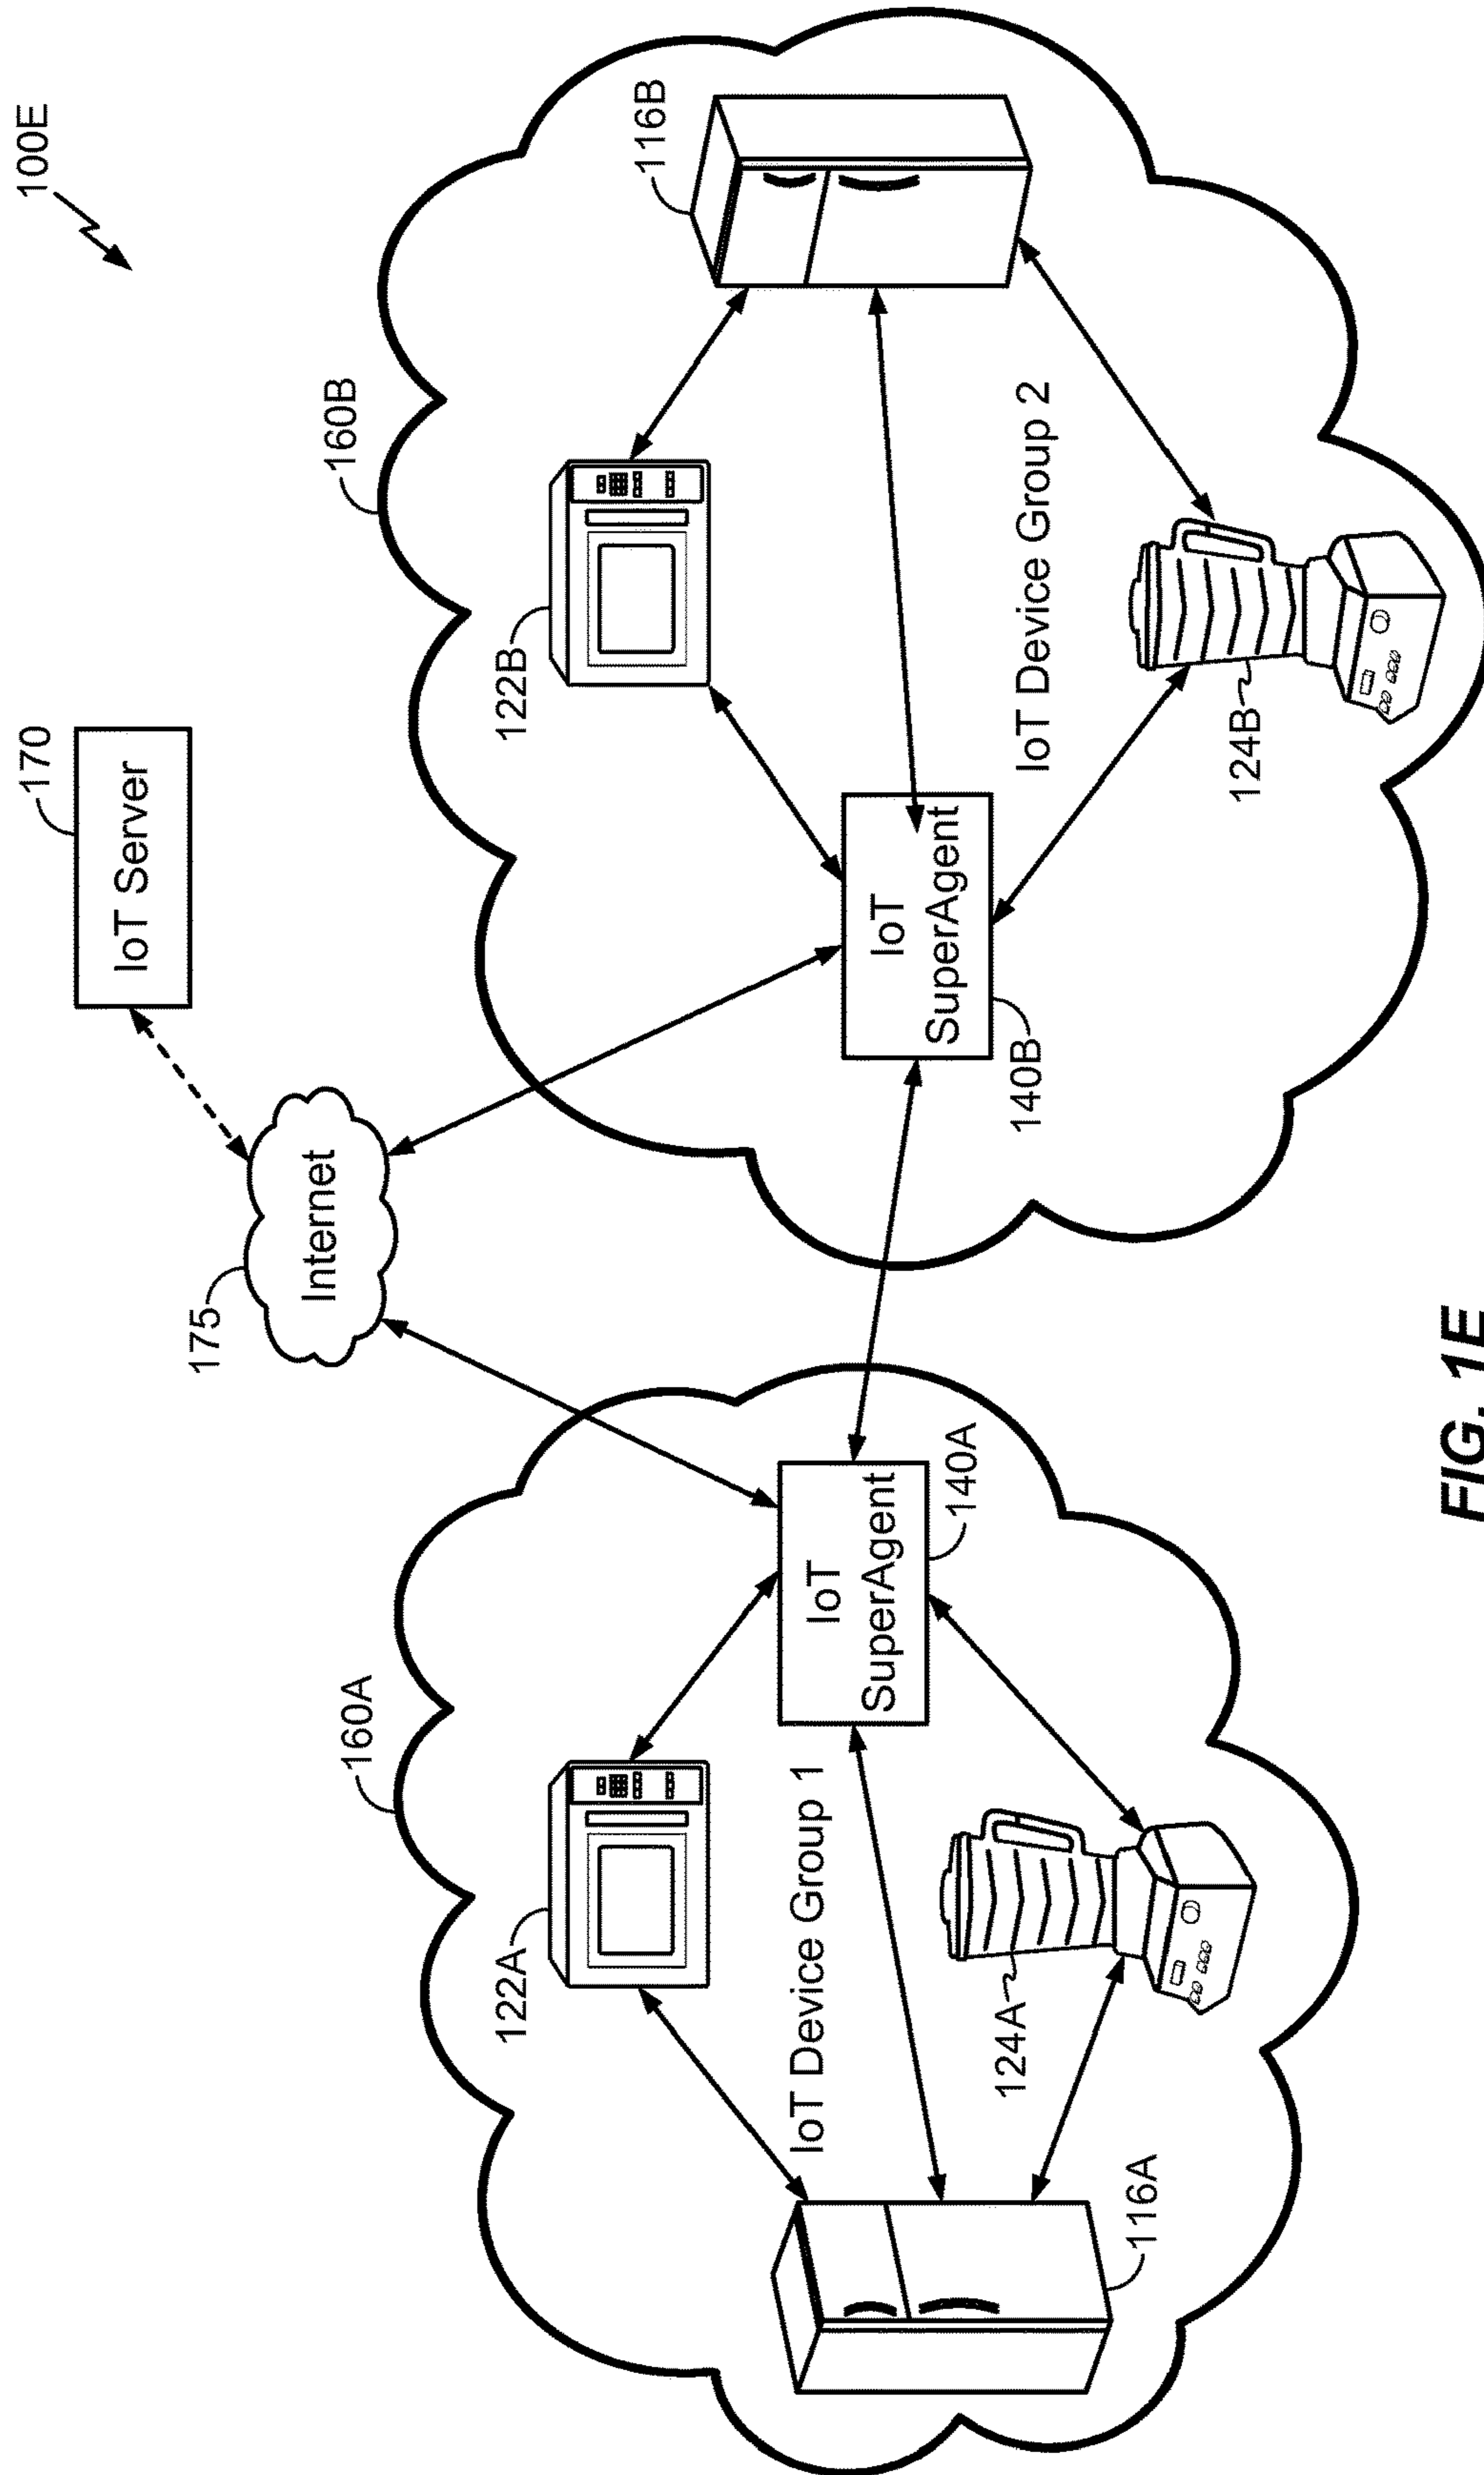 100E
170
IoT Server
175
Internet
160A
160B
122A
122B
116B
IoT
SuperAgent
140A
IoT
SuperAgent
140B
IoT Device Group 1
IoT Device Group 2
124A
124B
116A
FIG. 1E